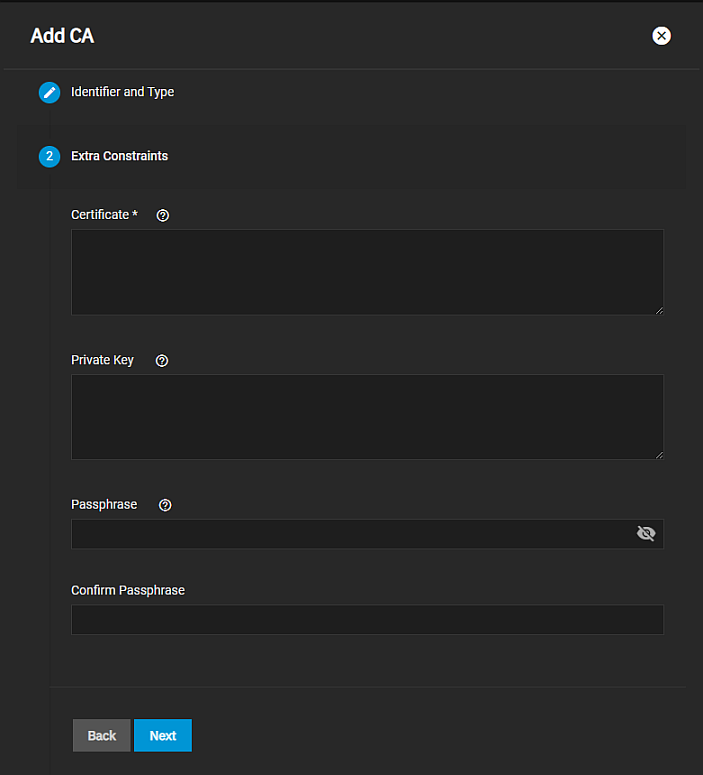 Add CA
Identifier and Type
2 Extra Constraints
Certificate *
Private Key
Passphrase
Confirm Passphrase
Back Next